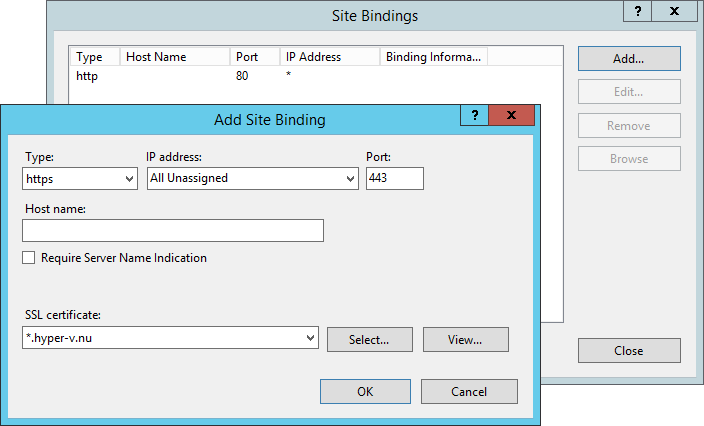 Site Bindings
? X
Type Host Name Port IP Address Binding Informa...
http 80 *
Add...
Edit...
Remove
Browse
Close
Add Site Binding
? X
Type: IP address: Port:
https All Unassigned 443
Host name:
Require Server Name Indication
SSL certificate:
*.hyper-v.nu Select... View...
OK Cancel